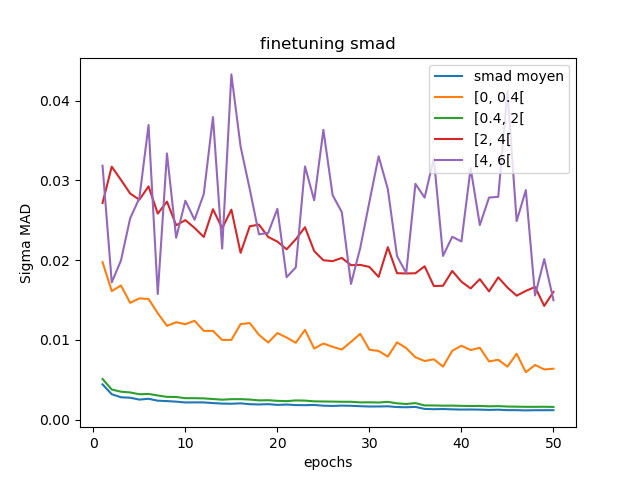 finetuning smad
smad moyen
[0, 0.4[
[0.4, 2[
[2, 4[
[4, 6[
0.04
0.03
0.02
0.01
0.00
Sigma MAD
0 10 20 30 40 50
epochs